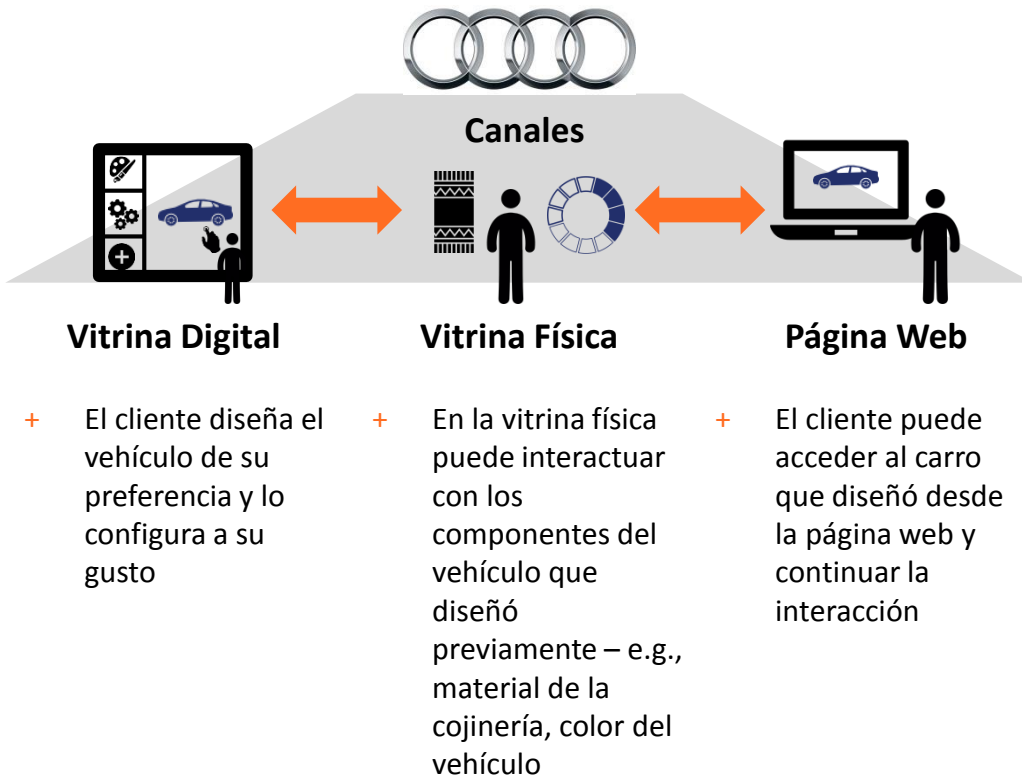 Canales
Vitrina Digital
Vitrina Física
Página Web
+ El cliente diseña el
vehículo de su
preferencia y lo
configura a su
gusto
+ En la vitrina física
puede interactuar
con los
componentes del
vehículo que
diseñó
previamente – e.g.,
material de la
cojinería, color del
vehículo
+ El cliente puede
acceder al carro
que diseñó desde
la página web y
continuar la
interacción